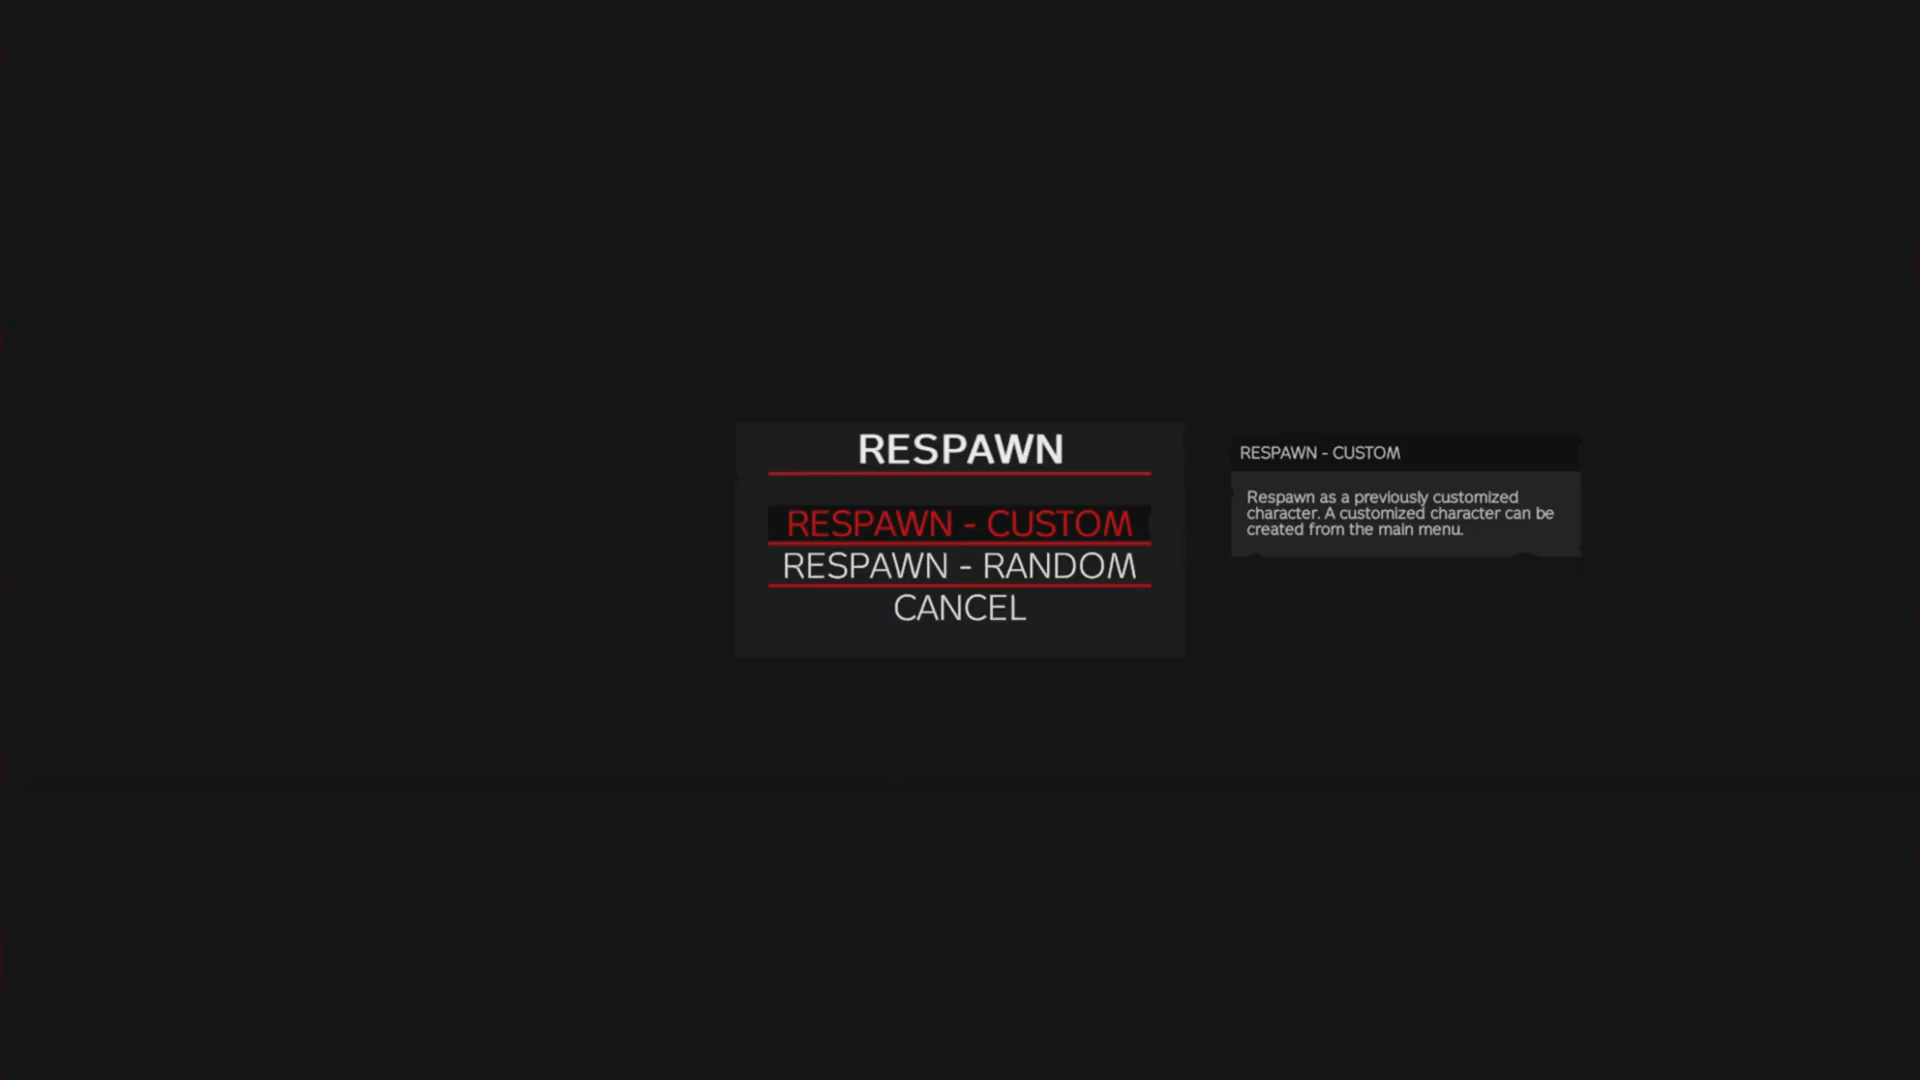 RESPAWN
RESPAWN - CUSTOM
RESPAWN - RANDOM
CANCEL
RESPAWN - CUSTOM
Respawn as a previously customized
character. A customized character can be
created from the main menu.